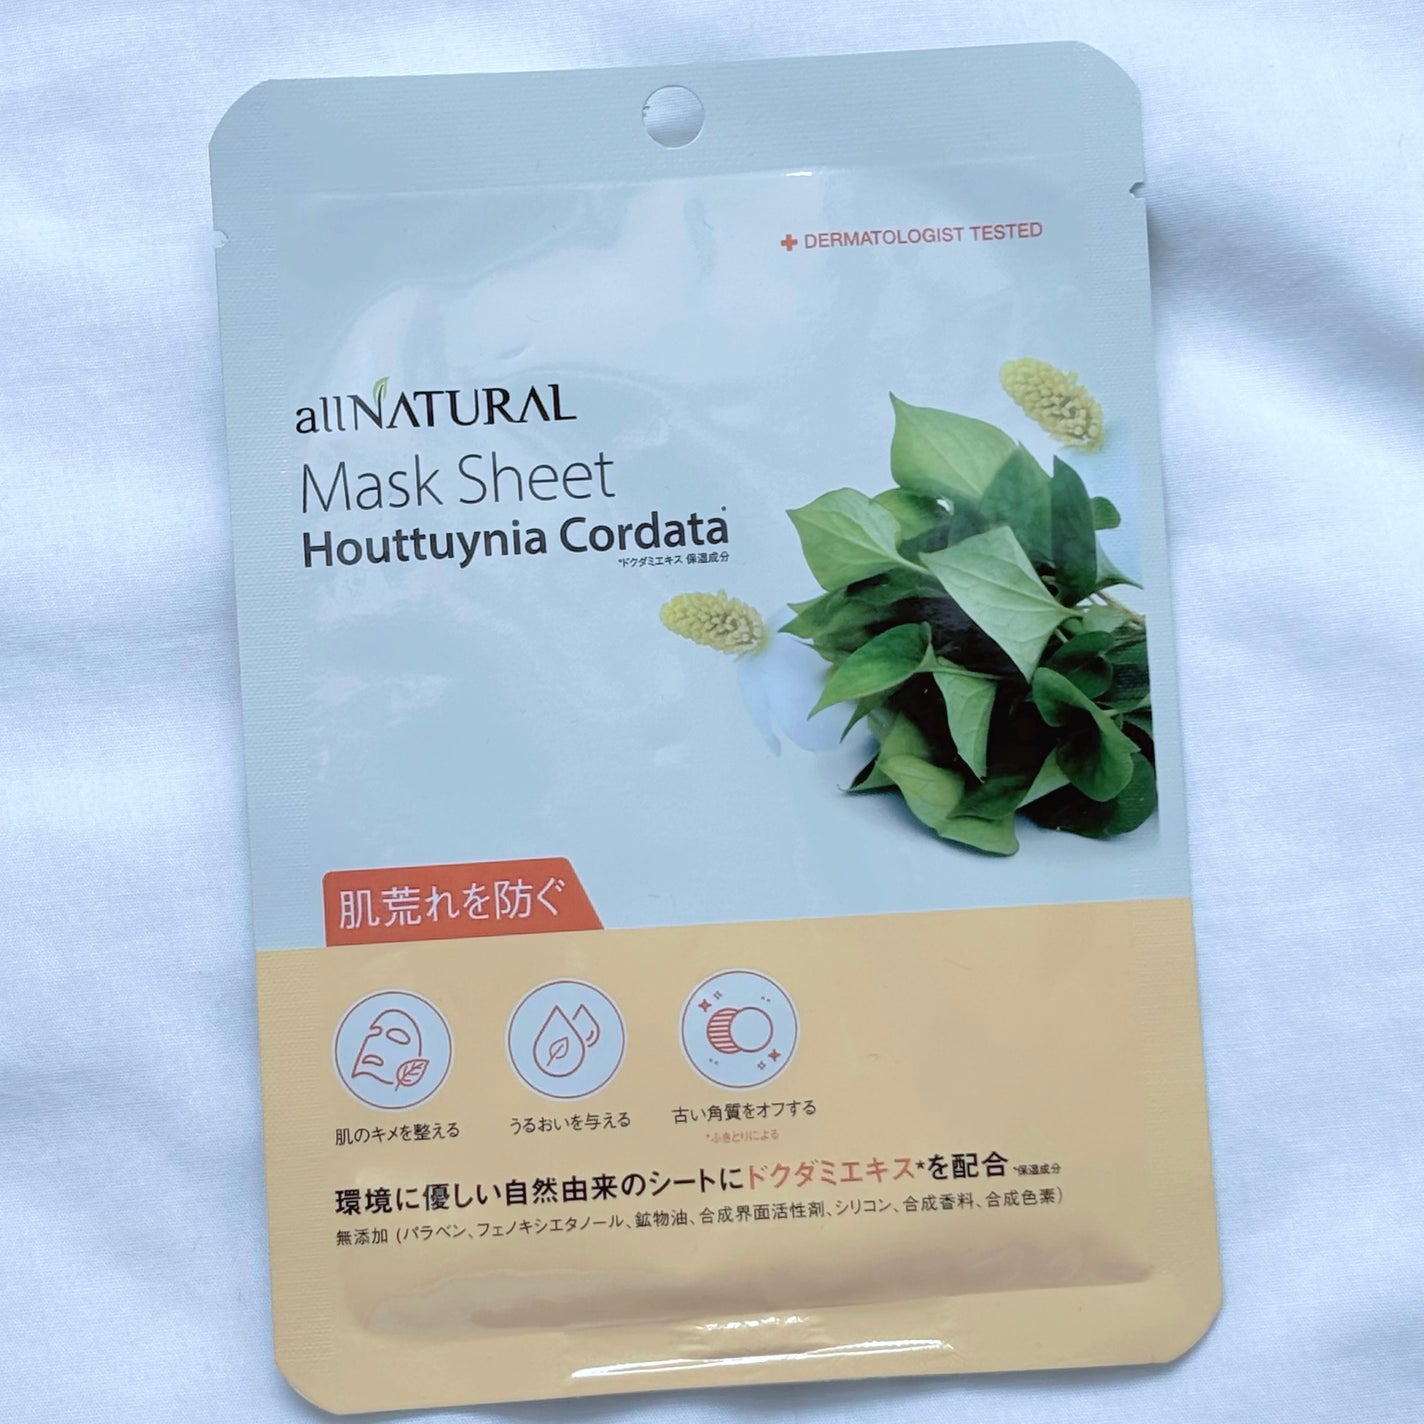 DERMATOLOGIST TESTED
allNATURAL
Mask Sheet
Houttuynia Cordata*
*ドクダミエキス 保湿成分
肌荒れを防ぐ
肌のキメを整える
うるおいを与える
古い角質をオフする
*ふきとりによる
環境に優しい自然由来のシートにドクダミエキス*を配合 *保湿成分
無添加 (パラベン、フェノキシエタノール、鉱物油、合成界面活性剤、シリコン、合成香料、合成色素)